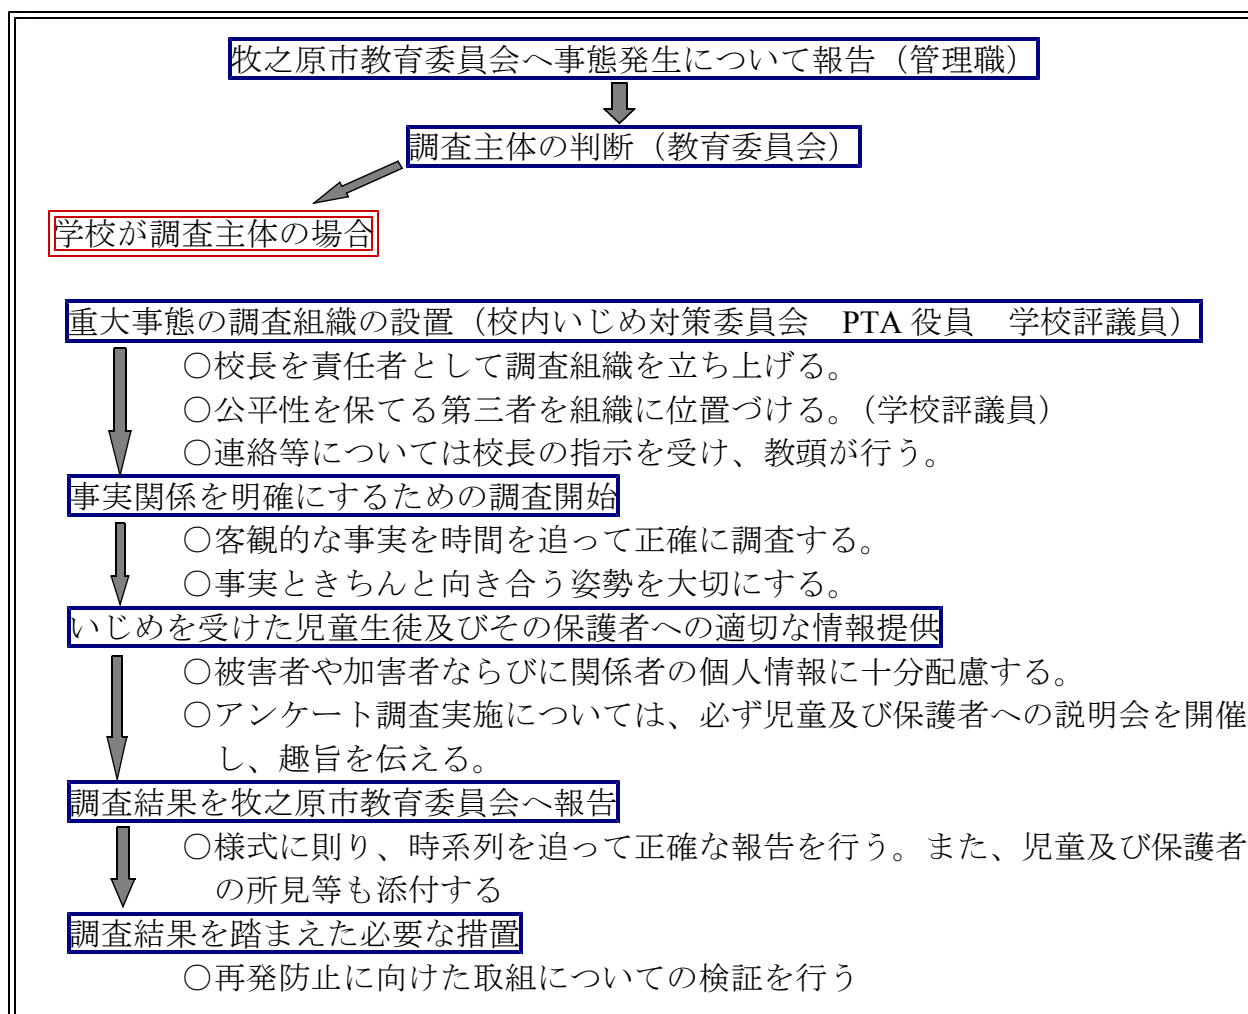 牧之原市教育委員会へ事態発生について報告（管理職）
調査主体の判断（教育委員会）
学校が調査主体の場合
重大事態の調査組織の設置（校内いじめ対策委員会　PTA 役員　学校評議員）
○校長を責任者として調査組織を立ち上げる。
○公平性を保てる第三者を組織に位置づける。（学校評議員）
○連絡等については校長の指示を受け、教頭が行う。
事実関係を明確にするための調査開始
○客観的な事実を時間を追って正確に調査する。
○事実ときちんと向き合う姿勢を大切にする。
いじめを受けた児童生徒及びその保護者への適切な情報提供
○被害者や加害者ならびに関係者の個人情報に十分配慮する。
○アンケート調査実施については、必ず児童及び保護者への説明会を開催
し、趣旨を伝える。
調査結果を牧之原市教育委員会へ報告
○様式に則り、時系列を追って正確な報告を行う。また、児童及び保護者
の所見等も添付する
調査結果を踏まえた必要な措置
○再発防止に向けた取組についての検証を行う